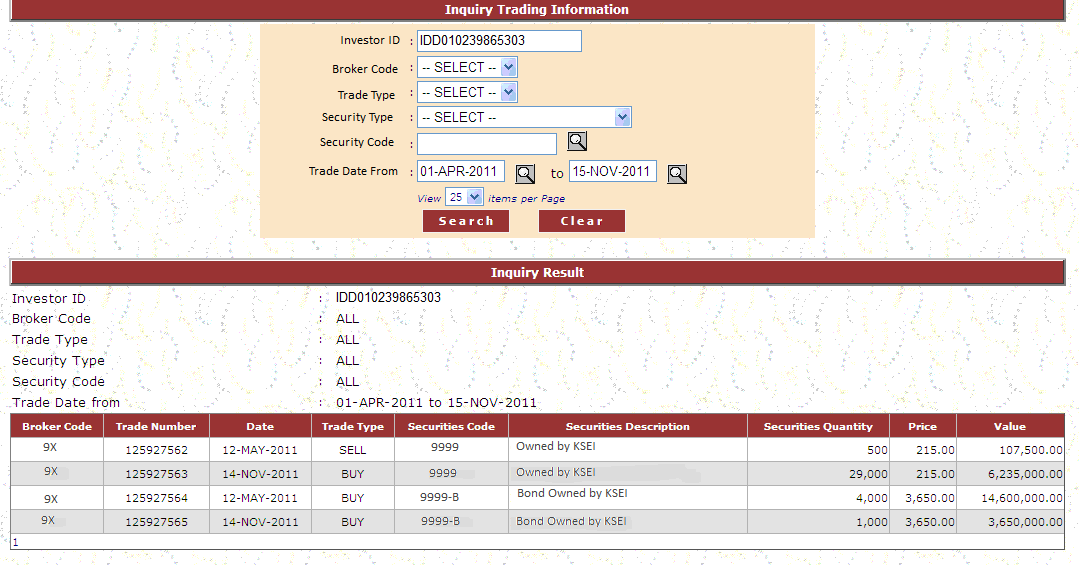 Inquiry Trading Information
Investor ID : IDD010239865303
Broker Code : -- SELECT --
Trade Type : -- SELECT --
Security Type : -- SELECT --
Security Code :
Trade Date From : 01-APR-2011 to 15-NOV-2011
View 25 items per Page
Search Clear
Inquiry Result
Investor ID : IDD010239865303
Broker Code : ALL
Trade Type : ALL
Security Type : ALL
Security Code : ALL
Trade Date from : 01-APR-2011 to 15-NOV-2011
Broker Code Trade Number Date Trade Type Securities Code Securities Description Securities Quantity Price Value
9X 125927562 12-MAY-2011 SELL 9999 Owned by KSEI 500 215.00 107,500.00
9X 125927563 14-NOV-2011 BUY 9999 Owned by KSEI 29,000 215.00 6,235,000.00
9X 125927564 12-MAY-2011 BUY 9999-B Bond Owned by KSEI 4,000 3,650.00 14,600,000.00
9X 125927565 14-NOV-2011 BUY 9999-B Bond Owned by KSEI 1,000 3,650.00 3,650,000.00
1